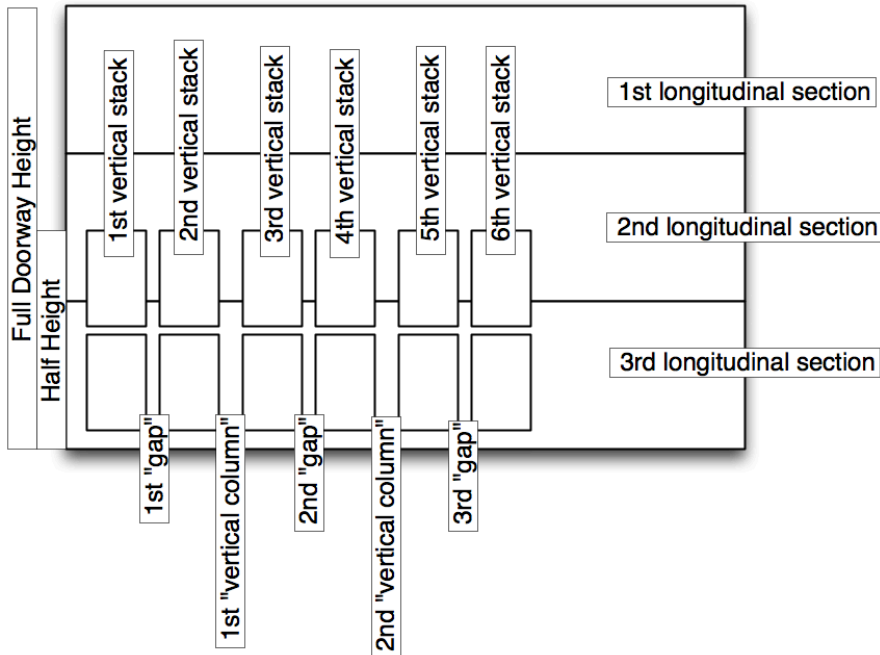 Full Doorway Height
Half Height
1st vertical stack
2nd vertical stack
3rd vertical stack
4th vertical stack
5th vertical stack
6th vertical stack
1st longitudinal section
2nd longitudinal section
3rd longitudinal section
1st "gap"
1st "vertical column"
2nd "gap"
2nd "vertical column"
3rd "gap"